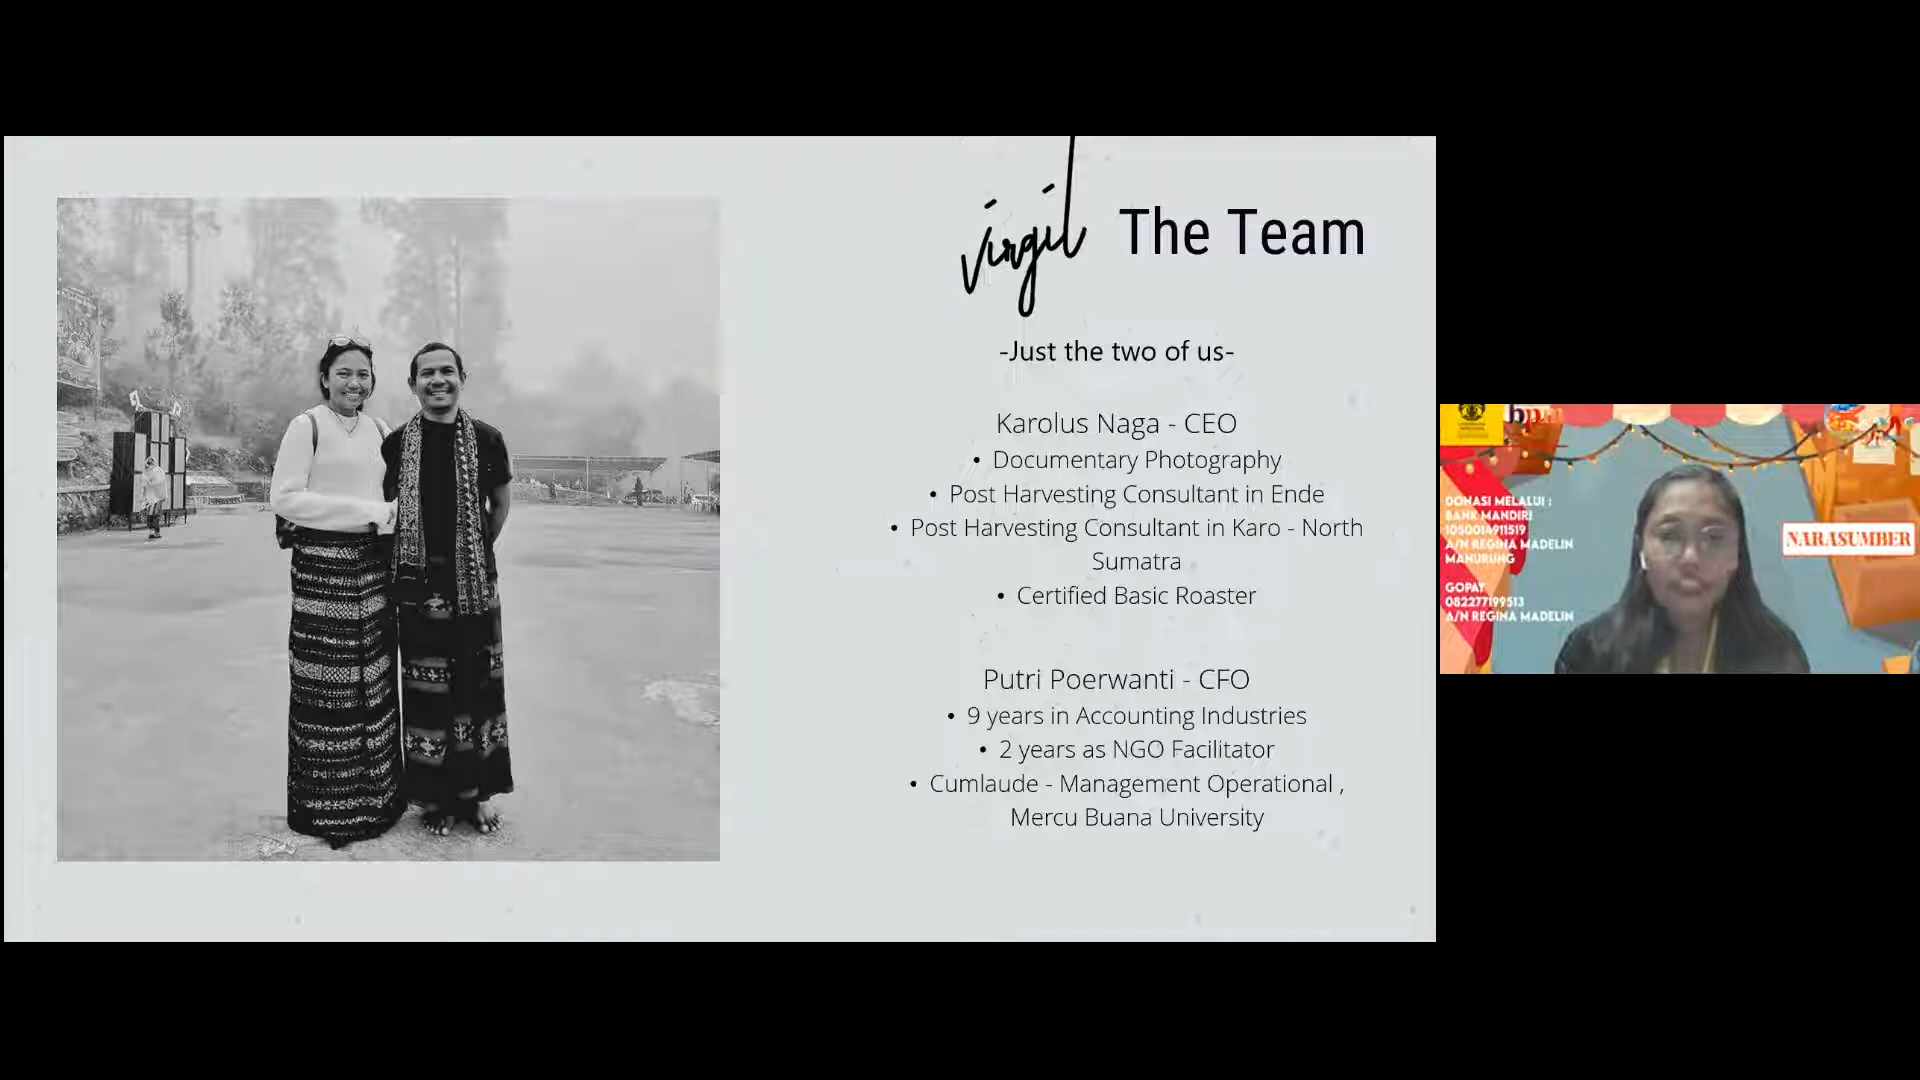 virgil The Team
-Just the two of us-
Karolus Naga - CEO
• Documentary Photography
• Post Harvesting Consultant in Ende
• Post Harvesting Consultant in Karo - North
Sumatra
• Certified Basic Roaster
Putri Poerwanti - CFO
• 9 years in Accounting Industries
• 2 years as NGO Facilitator
• Cumlaude - Management Operational ,
Mercu Buana University
DONASI MELALUI :
BANK MANDIRI
1050014911519
A/N REGINA MADELIN
MANURUNG
GOPAY
082277199513
A/N REGINA MADELIN
NARASUMBER